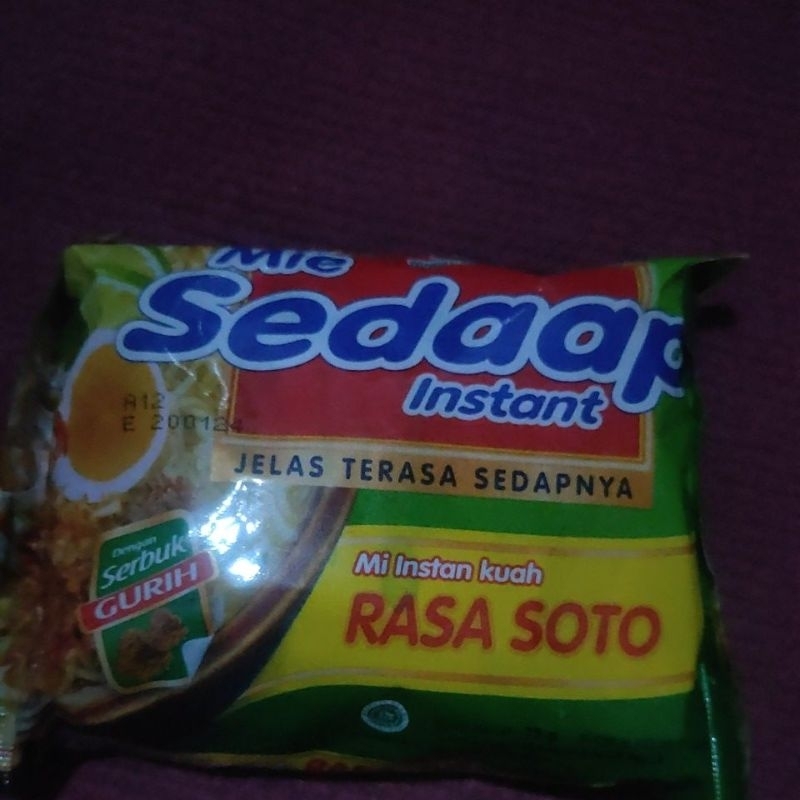 Mie
Sedaap
Instant
A12
E 200124
JELAS TERASA SEDAPNYA
Dengan
Serbuk
GURIH
Mi Instan kuah
RASA SOTO